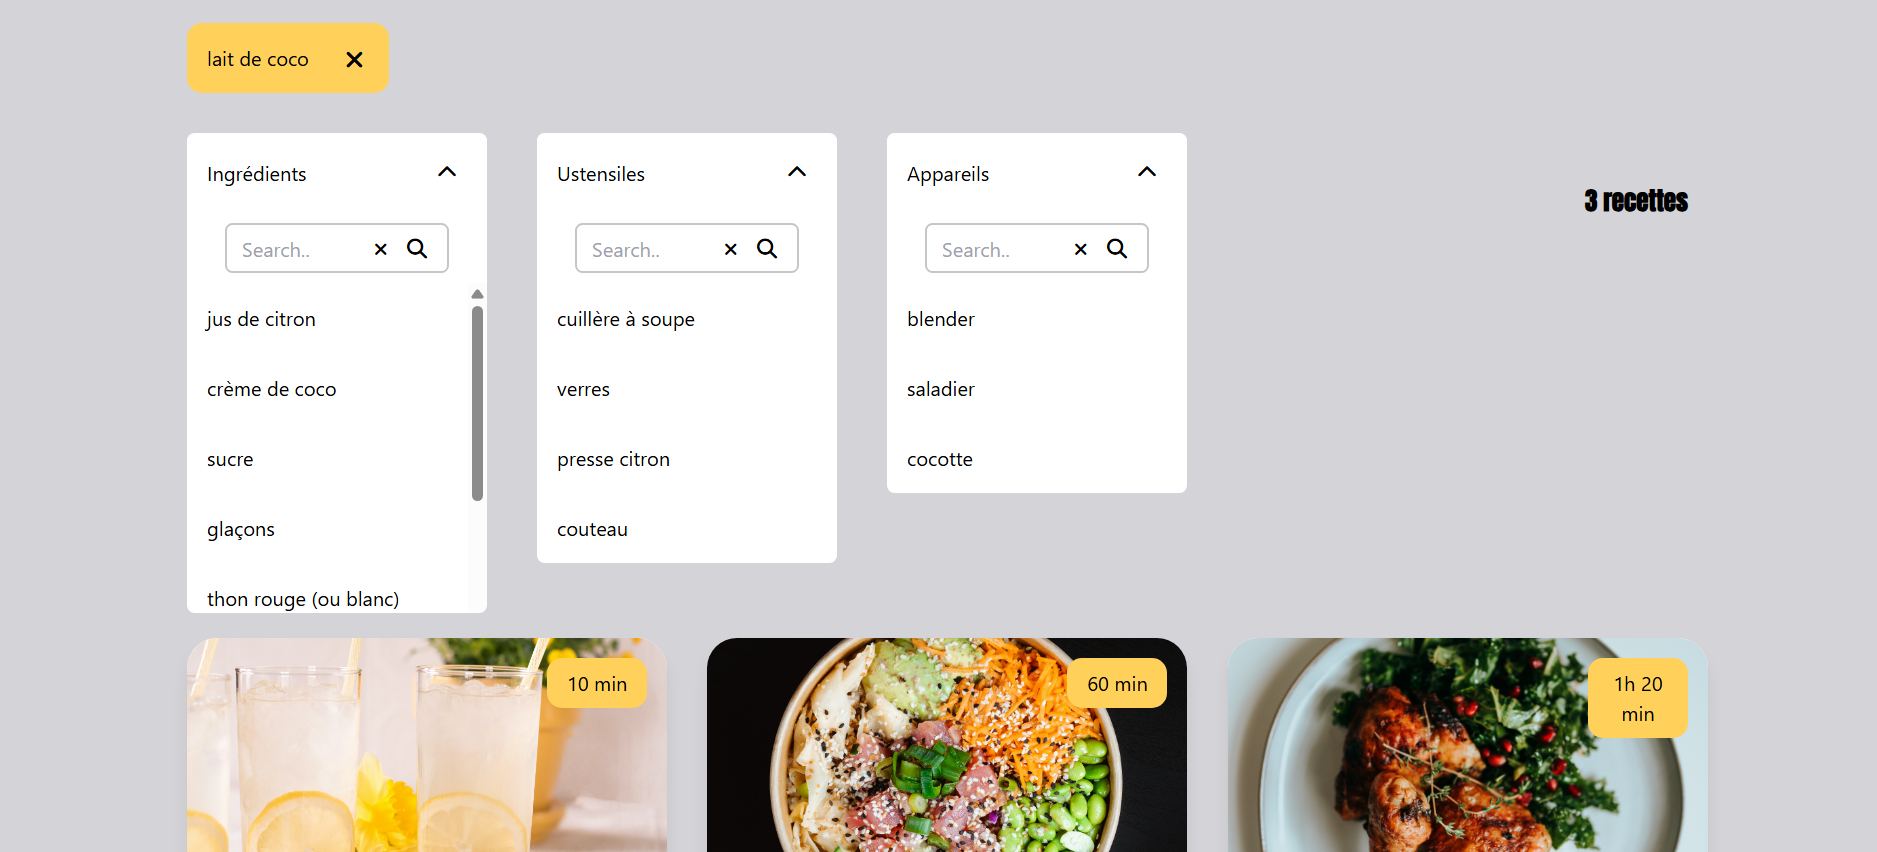 lait de coco
Ingrédients
Search..
jus de citron
crème de coco
sucre
glaçons
thon rouge (ou blanc)
Ustensiles
Search..
cuillère à soupe
verres
presse citron
couteau
Appareils
Search..
blender
saladier
cocotte
3 recettes
10 min
60 min
1h 20
min